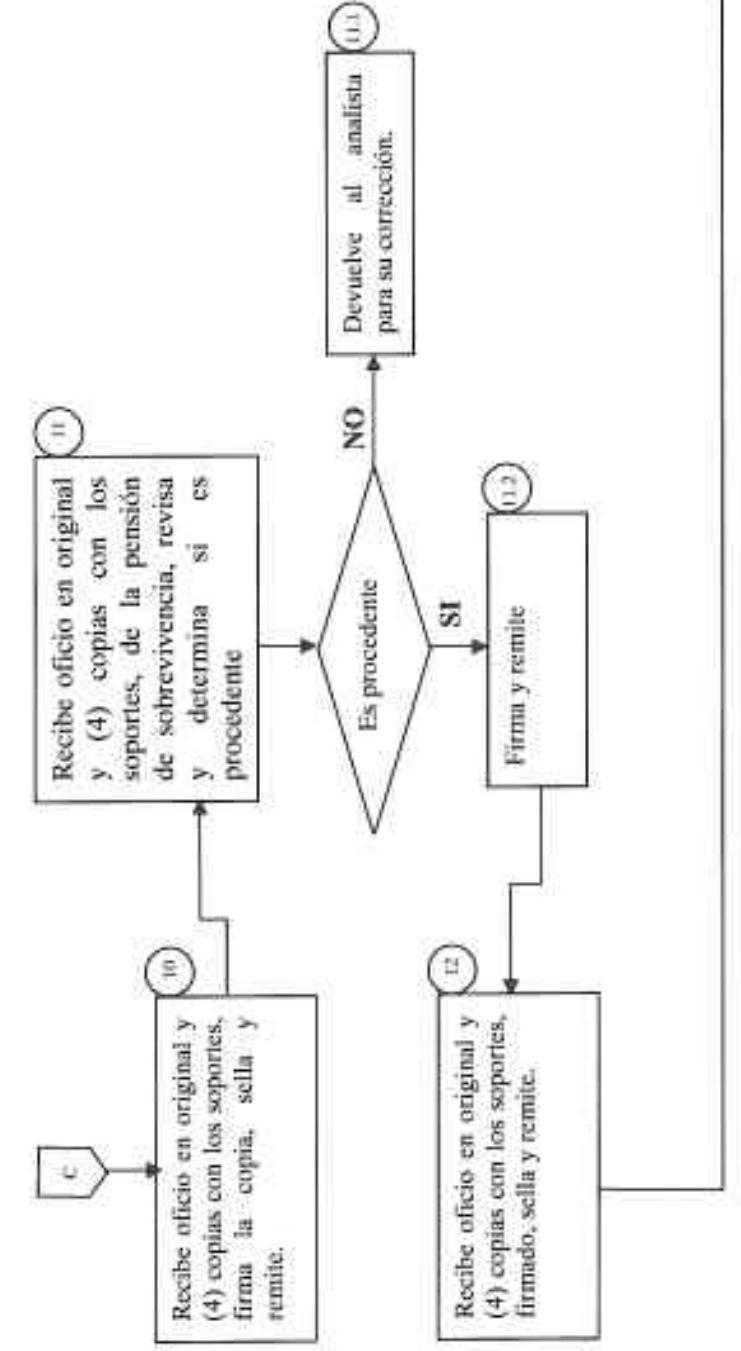 C
10
Recibe oficio en original y
(4) copias con los soportes,
firma la copia, sella y
remite.
11
Recibe oficio en original
y (4) copias con los
soportes, de la pensión
de sobrevivencia, revisa
y determina si es
procedente
Es procedente
NO
11.1
Devuelve al analista
para su corrección.
SI
11.2
Firma y remite
12
Recibe oficio en original y
(4) copias con los soportes,
firmado, sella y remite.